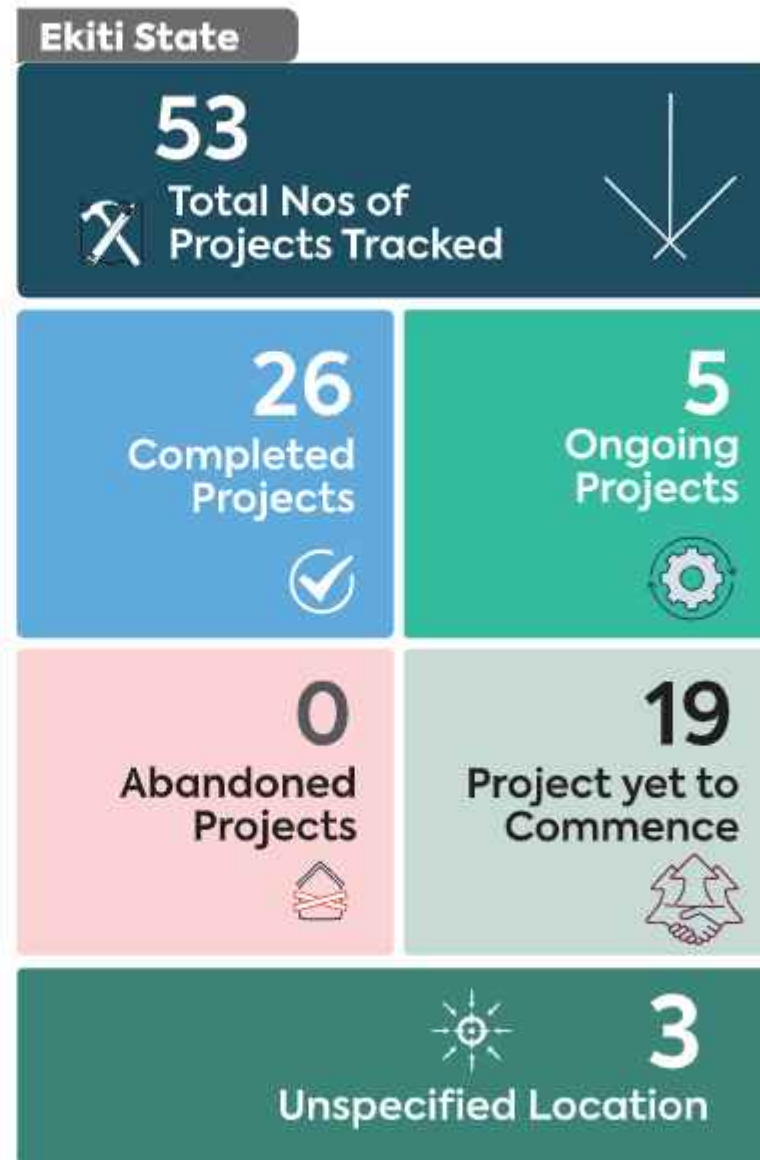 Ekiti State
53
Total Nos of
Projects Tracked
26
Completed
Projects
5
Ongoing
Projects
0
Abandoned
Projects
19
Project yet to
Commence
3
Unspecified Location